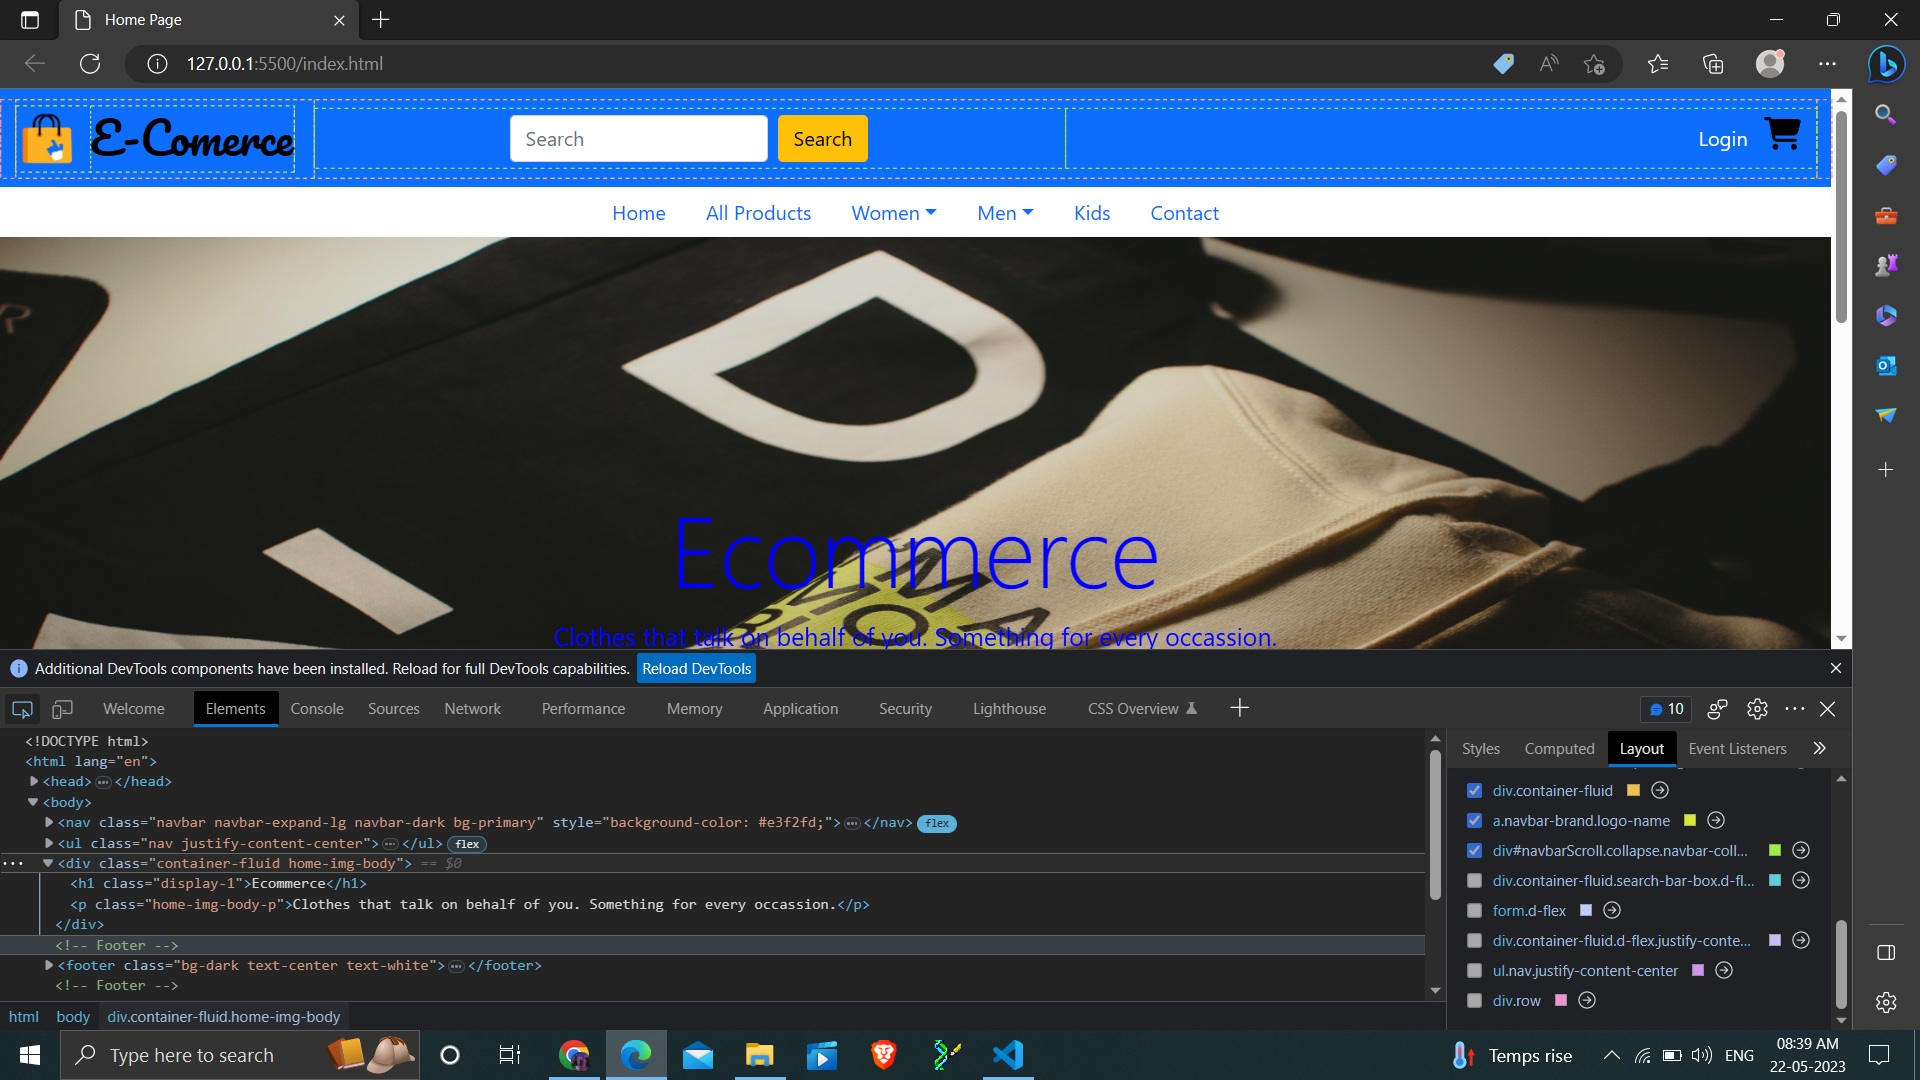 Home Page
127.0.0.1:5500/index.html
E-Comerce
Search
Search
Login
Home
All Products
Women
Men
Kids
Contact
Ecommerce
Clothes that talk on behalf of you. Something for every occassion.
Additional DevTools components have been installed. Reload for full DevTools capabilities.
Reload DevTools
Welcome
Elements
Console
Sources
Network
Performance
Memory
Application
Security
Lighthouse
CSS Overview
10
<!DOCTYPE html>
<html lang="en">
<head>…</head>
<body>
<nav class="navbar navbar-expand-lg navbar-dark bg-primary" style="background-color: #e3f2fd;">…</nav> flex
<ul class="nav justify-content-center">…</ul> flex
<div class="container-fluid home-img-body"> == $0
<h1 class="display-1">Ecommerce</h1>
<p class="home-img-body-p">Clothes that talk on behalf of you. Something for every occassion.</p>
</div>
<!-- Footer -->
<footer class="bg-dark text-center text-white">…</footer>
<!-- Footer -->
html
body
div.container-fluid.home-img-body
Styles
Computed
Layout
Event Listeners
div.container-fluid
a.navbar-brand.logo-name
div#navbarScroll.collapse.navbar-coll...
div.container-fluid.search-bar-box.d-fl...
form.d-flex
div.container-fluid.d-flex.justify-conte...
ul.nav.justify-content-center
div.row
Type here to search
Temps rise
ENG
08:39 AM
22-05-2023